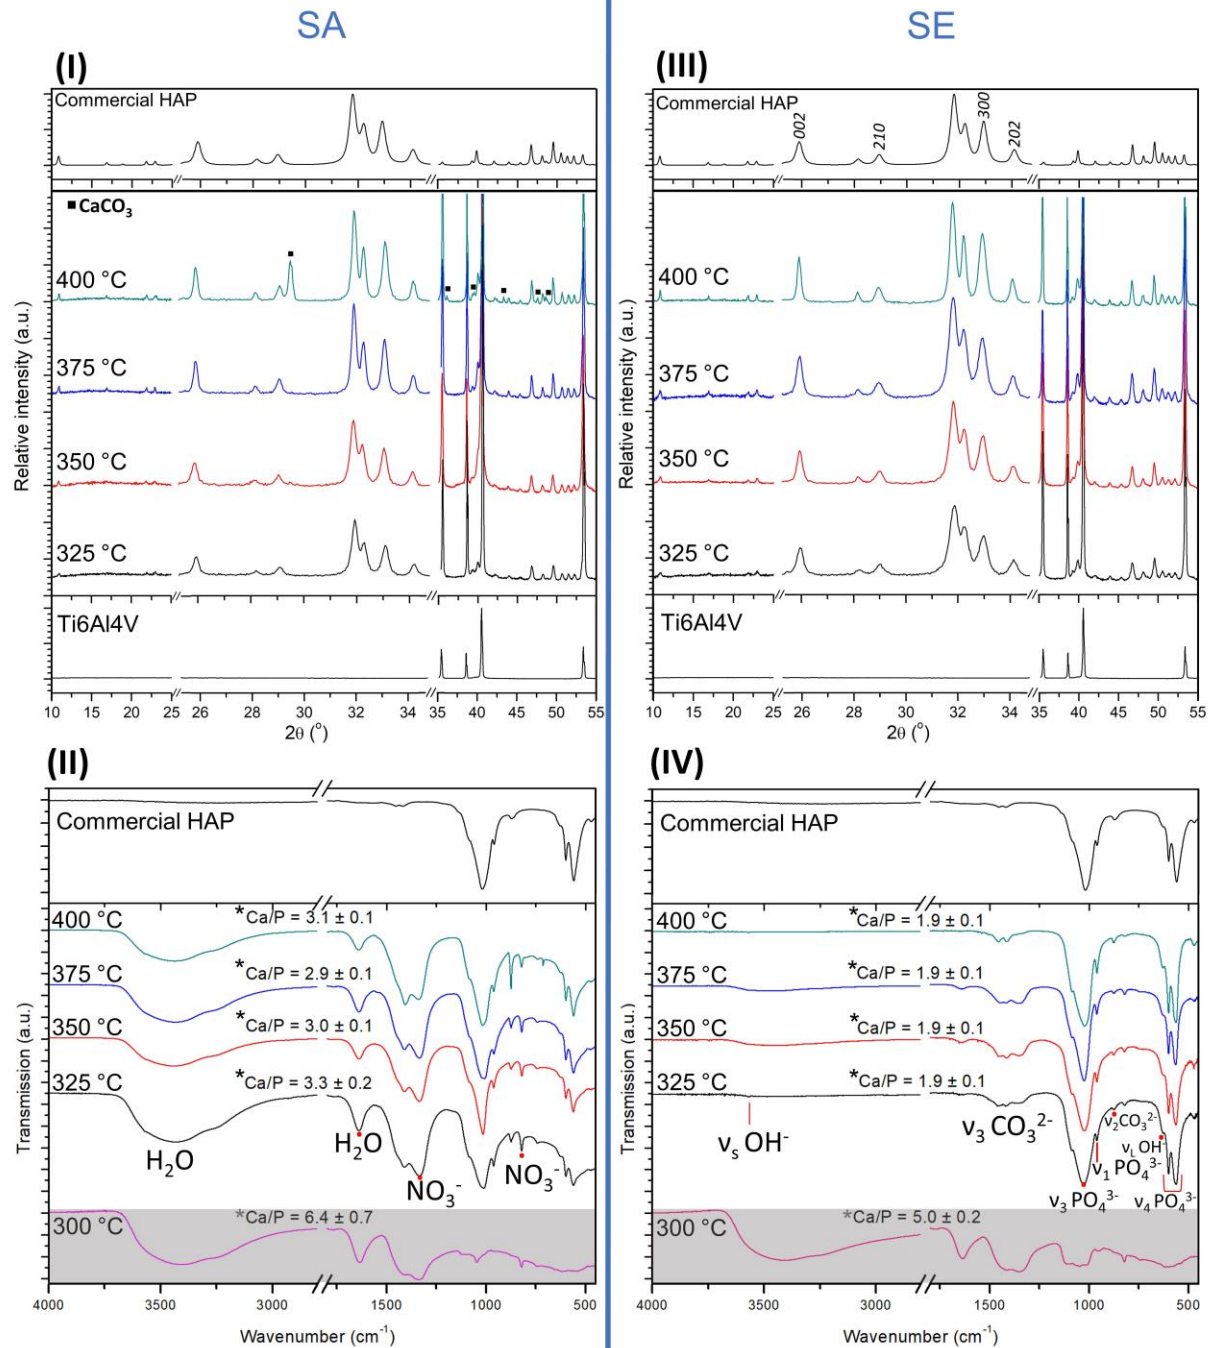 SA
SE
(I)
Commercial HAP
■CaCO₃
400 °C
375 °C
350 °C
325 °C
Ti6Al4V
Relative intensity (a.u.)
10 15 20 25 26 28 30 32 34 35 40 45 50 55
2θ (°)
(III)
Commercial HAP
002
210
300
202
400 °C
375 °C
350 °C
325 °C
Ti6Al4V
Relative intensity (a.u.)
10 15 20 25 26 28 30 32 34 35 40 45 50 55
2θ (°)
(II)
Commercial HAP
400 °C
*Ca/P = 3.1 ± 0.1
375 °C
*Ca/P = 2.9 ± 0.1
350 °C
*Ca/P = 3.0 ± 0.1
325 °C
*Ca/P = 3.3 ± 0.2
H₂O
H₂O
NO₃⁻
NO₃⁻
300 °C
*Ca/P = 6.4 ± 0.7
Transmission (a.u.)
4000 3500 3000 1500 1000 500
Wavenumber (cm⁻¹)
(IV)
Commercial HAP
400 °C
*Ca/P = 1.9 ± 0.1
375 °C
*Ca/P = 1.9 ± 0.1
350 °C
*Ca/P = 1.9 ± 0.1
325 °C
*Ca/P = 1.9 ± 0.1
νₛ OH⁻
ν₃ CO₃²⁻
ν₂CO₃²⁻
ν_L OH⁻
ν₁ PO₄³⁻
ν₃ PO₄³⁻
ν₄ PO₄³⁻
300 °C
*Ca/P = 5.0 ± 0.2
Transmission (a.u.)
4000 3500 3000 1500 1000 500
Wavenumber (cm⁻¹)